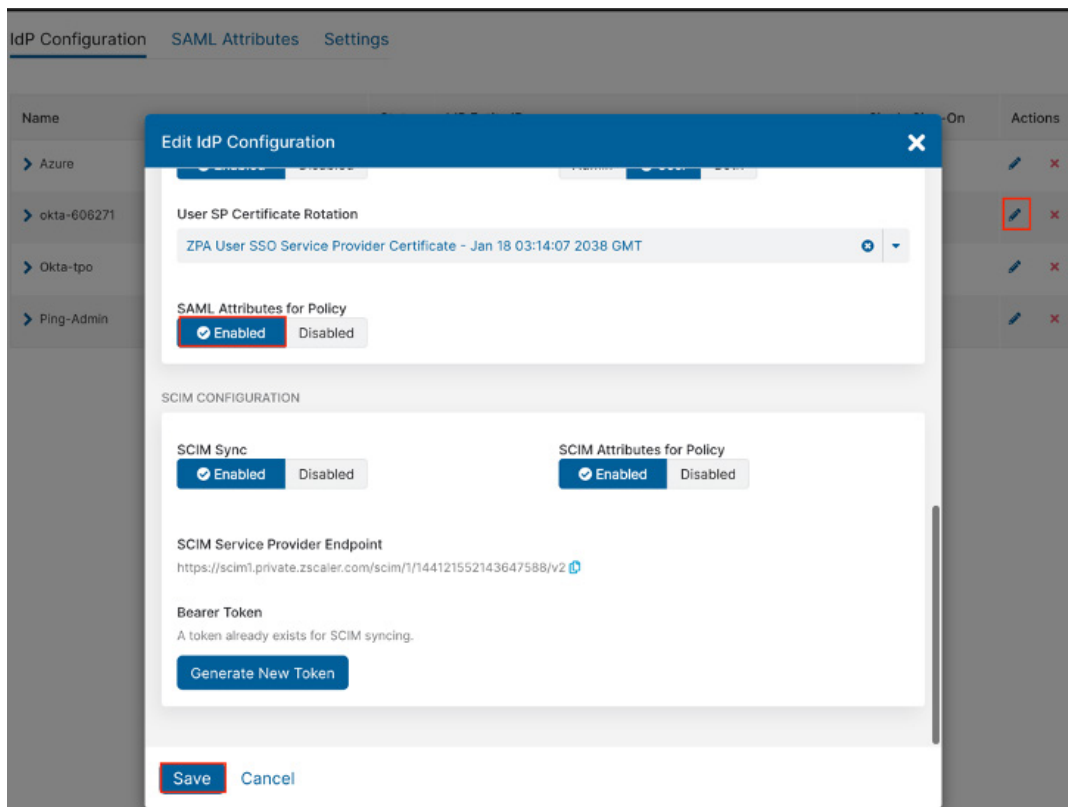 IdP Configuration SAML Attributes Settings
Name Actions
Edit IdP Configuration
Azure
okta-606271
Okta-tpo
Ping-Admin
User SP Certificate Rotation
ZPA User SSO Service Provider Certificate - Jan 18 03:14:07 2038 GMT
SAML Attributes for Policy
Enabled Disabled
SCIM CONFIGURATION
SCIM Sync SCIM Attributes for Policy
Enabled Disabled Enabled Disabled
SCIM Service Provider Endpoint
https://scim1.private.zscaler.com/scim/1/144121552143647588/v2
Bearer Token
A token already exists for SCIM syncing.
Generate New Token
Save Cancel